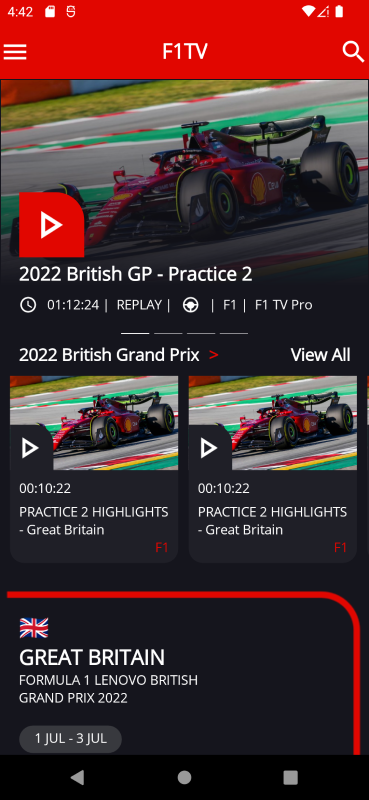 4:42
F1TV
2022 British GP - Practice 2
01:12:24 | REPLAY | | F1 | F1 TV Pro
2022 British Grand Prix > View All
00:10:22
PRACTICE 2 HIGHLIGHTS
- Great Britain
F1
00:10:22
PRACTICE 2 HIGHLIGHTS
- Great Britain
F1
GREAT BRITAIN
FORMULA 1 LENOVO BRITISH
GRAND PRIX 2022
1 JUL - 3 JUL